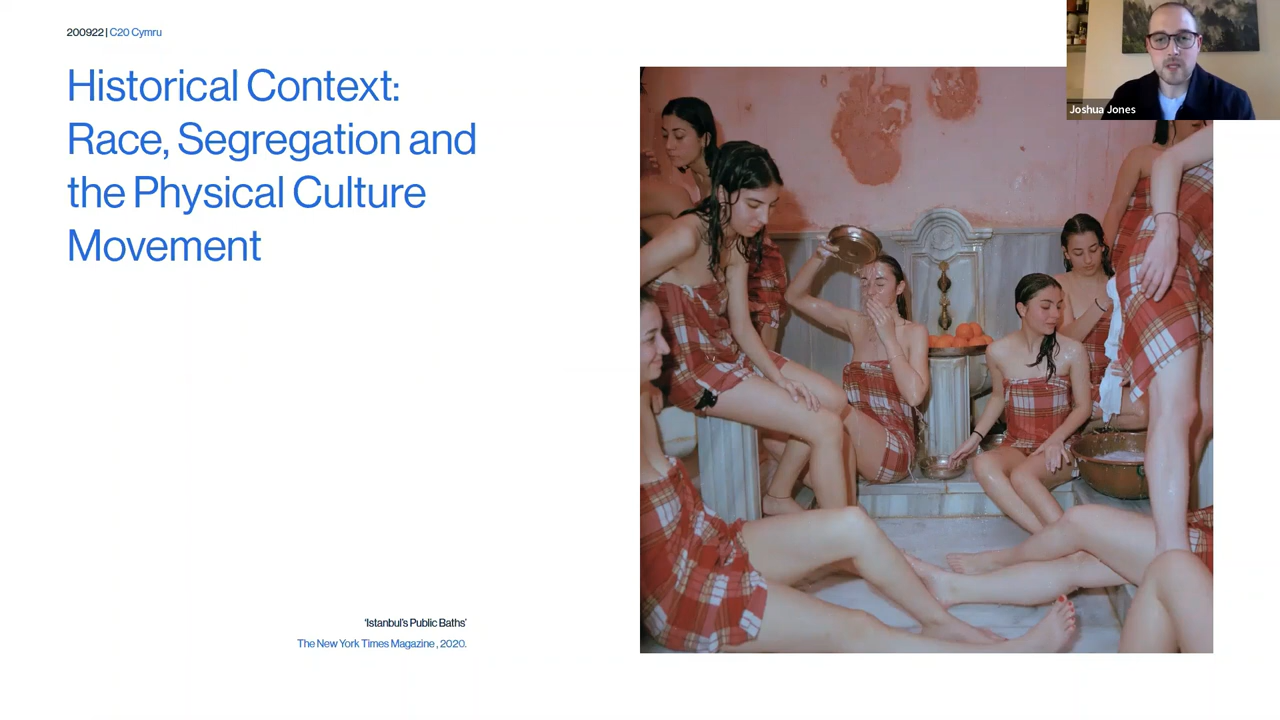 200922 | C20 Cymru
Historical Context:
Race, Segregation and
the Physical Culture
Movement
Joshua Jones
'Istanbul's Public Baths'
The New York Times Magazine, 2020.